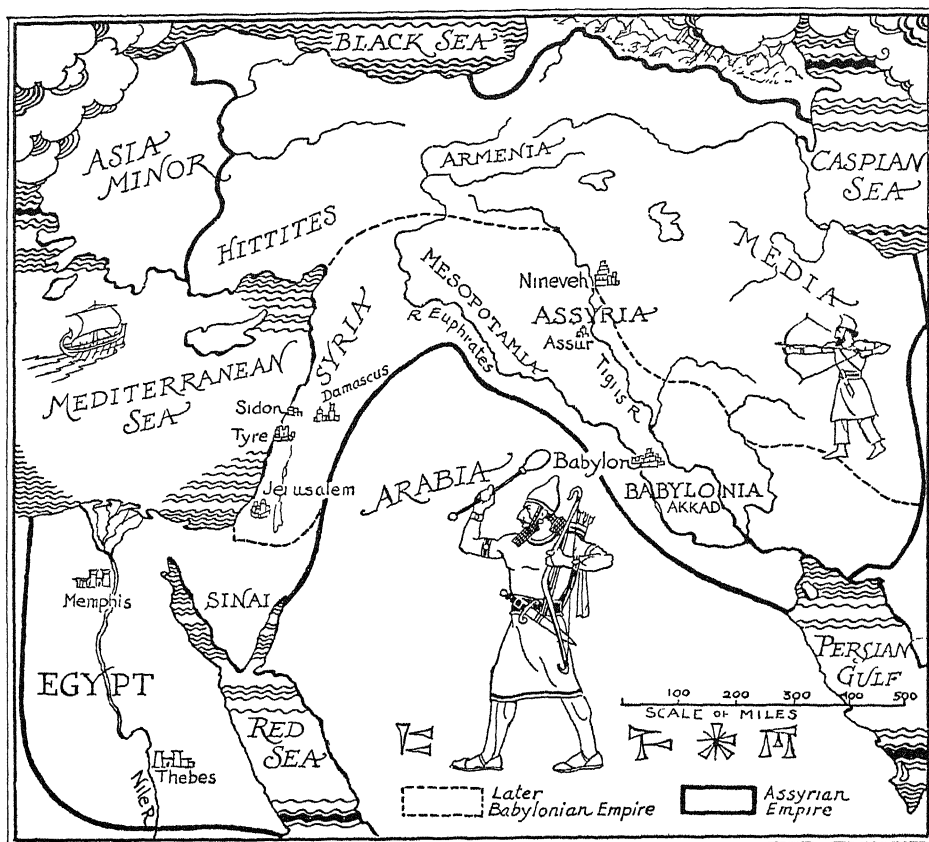 BLACK SEA
ASIA
MINOR
ARMENIA
CASPIAN
SEA
HITTITES
MEDIA
MESOPOTAMIA
Nineveh
ASSYRIA
Assur
R Euphrates
Tigiis R
SYRIA
Damascus
MEDITERRANEAN
SEA
Sidon
Tyre
Jerusalem
ARABIA
Babylon
BABYLONIA
AKKAD
Memphis
SINAI
EGYPT
PERSIAN
GULF
RED
SEA
Thebes
Nile R
100 200 300 400 500
SCALE OF MILES
Later
Babylonian Empire
Assyrian
Empire